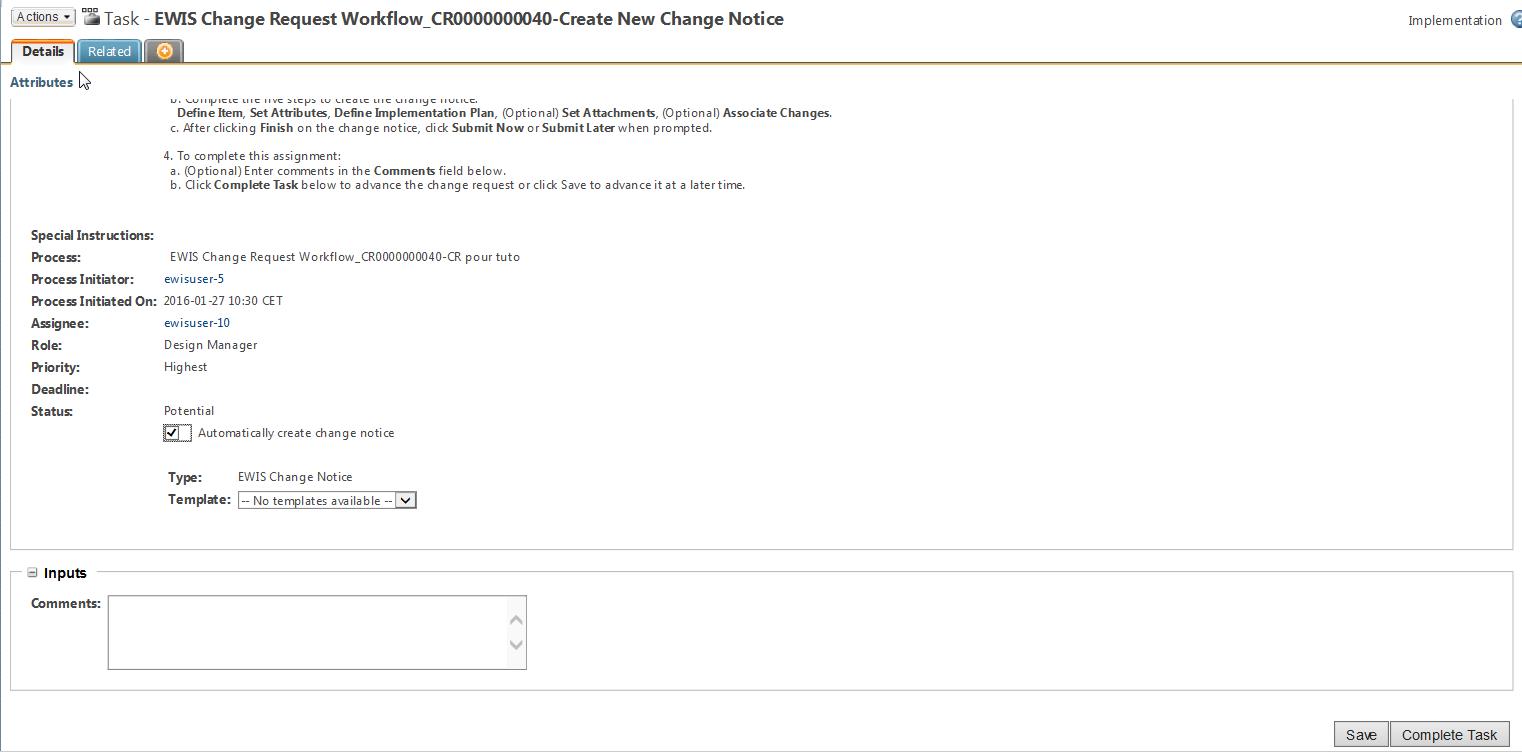 Actions
Task - EWIS Change Request Workflow_CR0000000040-Create New Change Notice
Implementation
Details
Related
Attributes
b. Complete the five steps to create the change notice.
Define Item, Set Attributes, Define Implementation Plan, (Optional) Set Attachments, (Optional) Associate Changes.
c. After clicking Finish on the change notice, click Submit Now or Submit Later when prompted.
4. To complete this assignment:
a. (Optional) Enter comments in the Comments field below.
b. Click Complete Task below to advance the change request or click Save to advance it at a later time.
Special Instructions:
Process: EWIS Change Request Workflow_CR0000000040-CR pour tuto
Process Initiator: ewisuser-5
Process Initiated On: 2016-01-27 10:30 CET
Assignee: ewisuser-10
Role: Design Manager
Priority: Highest
Deadline:
Status: Potential
Automatically create change notice
Type: EWIS Change Notice
Template: -- No templates available --
Inputs
Comments:
Save Complete Task